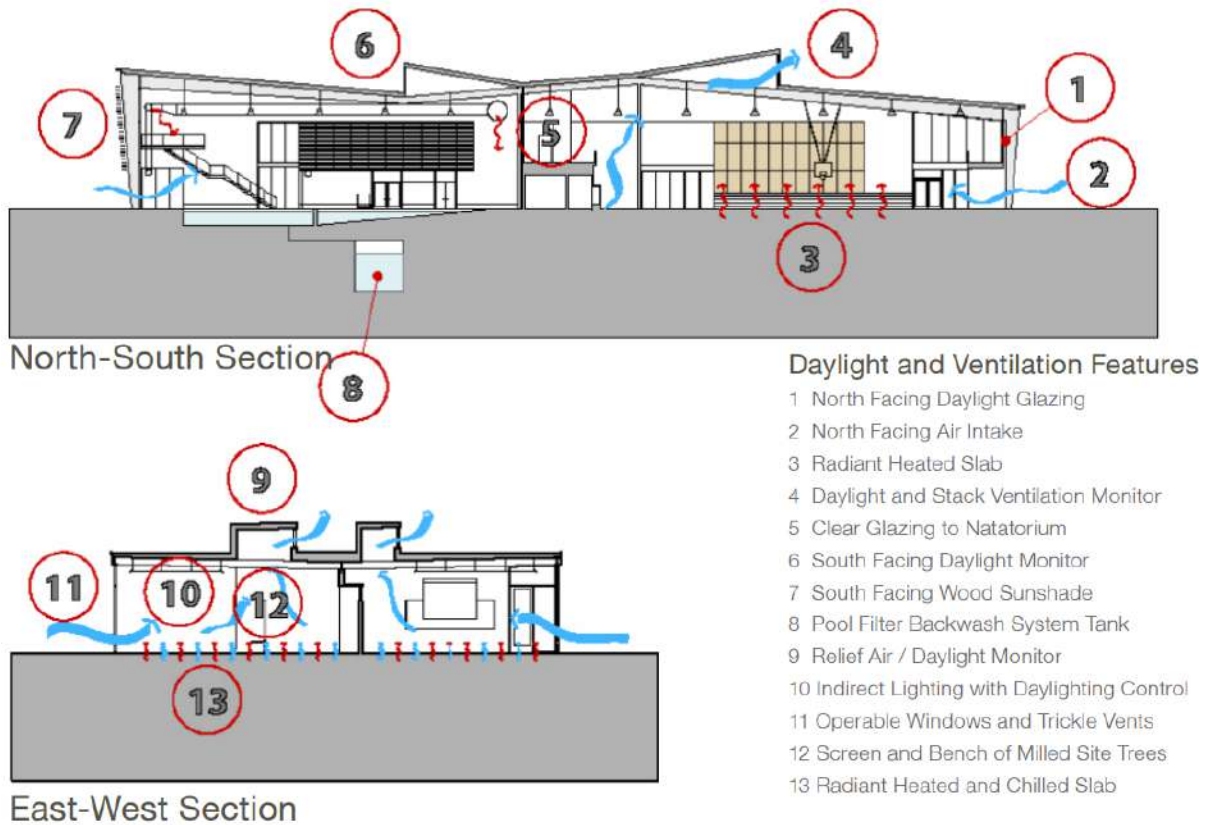 6
4
1
7
5
2
3
North-South Section
8
Daylight and Ventilation Features
1 North Facing Daylight Glazing
2 North Facing Air Intake
3 Radiant Heated Slab
4 Daylight and Stack Ventilation Monitor
5 Clear Glazing to Natatorium
6 South Facing Daylight Monitor
7 South Facing Wood Sunshade
8 Pool Filter Backwash System Tank
9 Relief Air / Daylight Monitor
10 Indirect Lighting with Daylighting Control
11 Operable Windows and Trickle Vents
12 Screen and Bench of Milled Site Trees
13 Radiant Heated and Chilled Slab
9
11
10
12
13
East-West Section